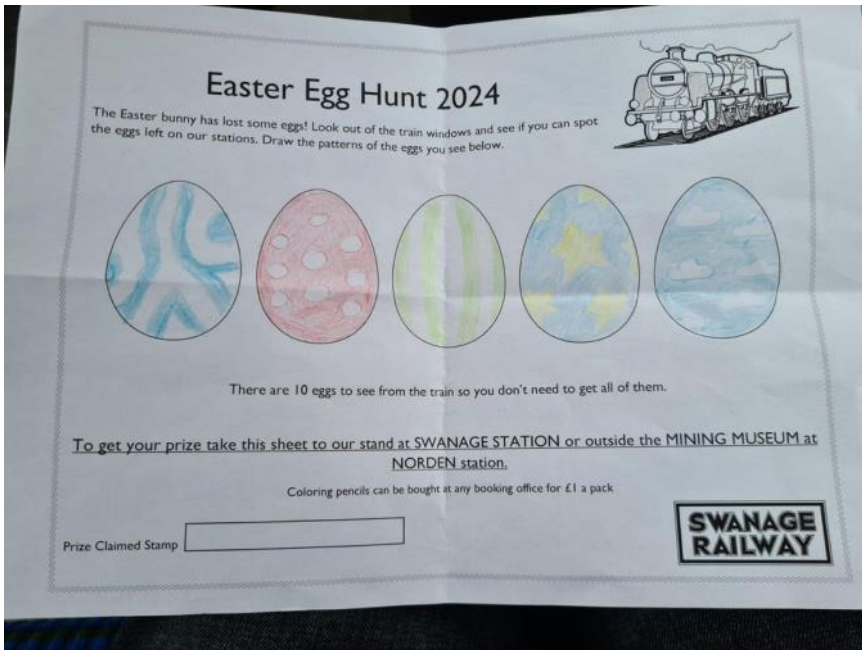 Easter Egg Hunt 2024
The Easter bunny has lost some eggs! Look out of the train windows and see if you can spot
the eggs left on our stations. Draw the patterns of the eggs you see below.
There are 10 eggs to see from the train so you don't need to get all of them.
To get your prize take this sheet to our stand at SWANAGE STATION or outside the MINING MUSEUM at
NORDEN station.
Coloring pencils can be bought at any booking office for £1 a pack
Prize Claimed Stamp
SWANAGE
RAILWAY